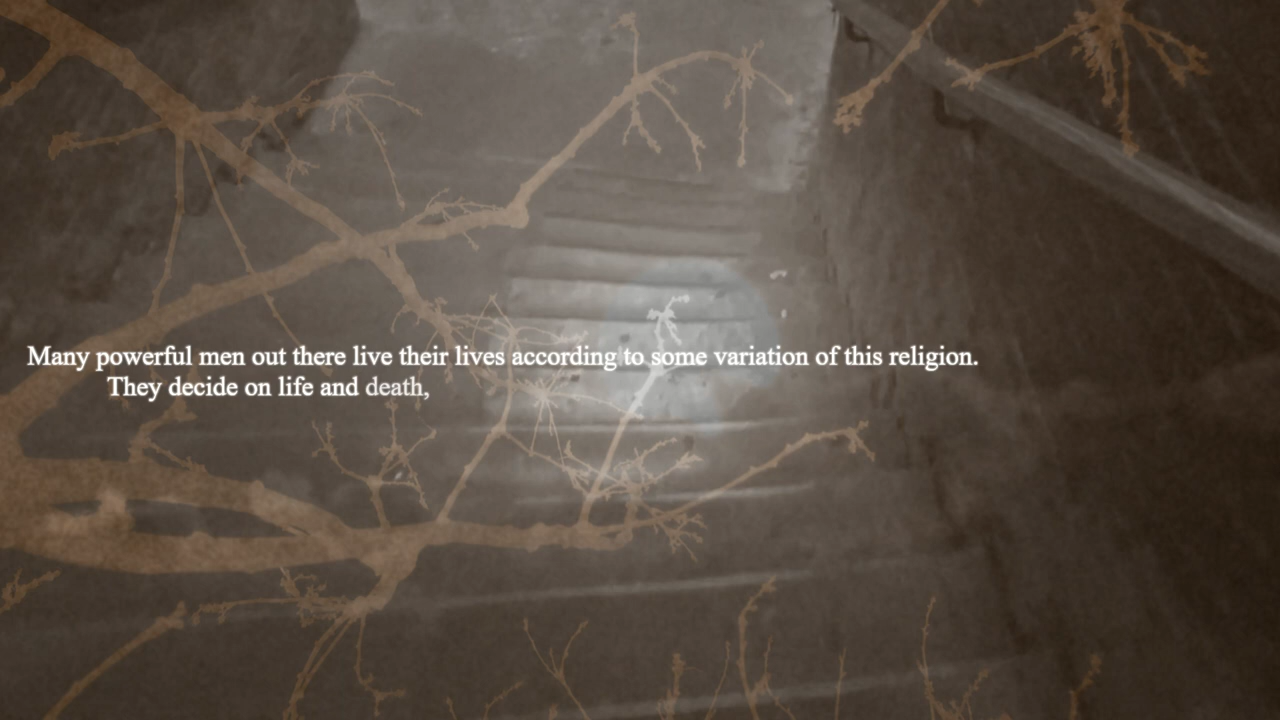 Many powerful men out there live their lives according to some variation of this religion.
They decide on life and death,